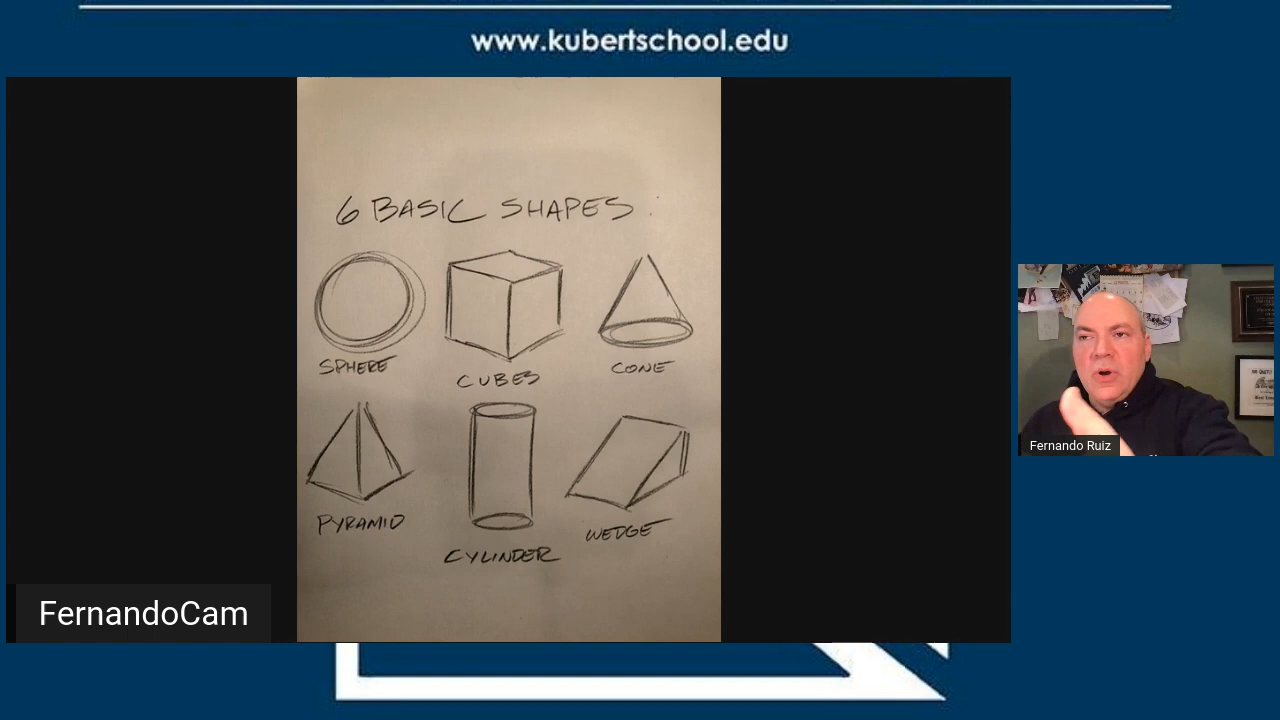 www.kubertschool.edu
6 BASIC SHAPES
SPHERE
CUBES
CONE
PYRAMID
CYLINDER
WEDGE
FernandoCam
Fernando Ruiz